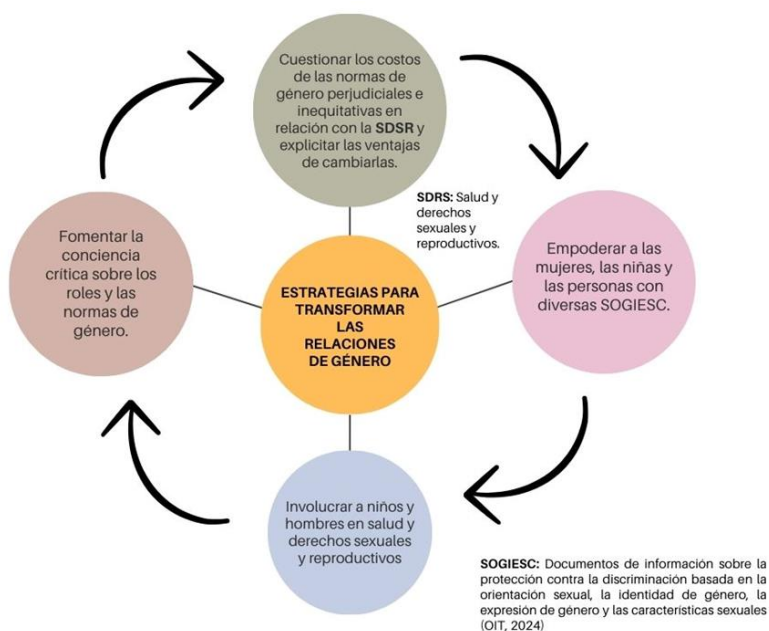 Cuestionar los costos
de las normas de
género perjudiciales e
inequitativas en
relación con la SDSR y
explicitar las ventajas
de cambiarlas.
SDRS: Salud y
derechos
sexuales y
reproductivos.
Empoderar a las
mujeres, las niñas y
las personas con
diversas SOGIESC.
Fomentar la
conciencia
crítica sobre los
roles y las
normas de
género.
ESTRATEGIAS PARA
TRANSFORMAR
LAS
RELACIONES
DE GÉNERO
Involucrar a niños y
hombres en salud y
derechos sexuales
y reproductivos
SOGIESC: Documentos de información sobre la
protección contra la discriminación basada en la
orientación sexual, la identidad de género, la
expresión de género y las características sexuales
(OIT, 2024)